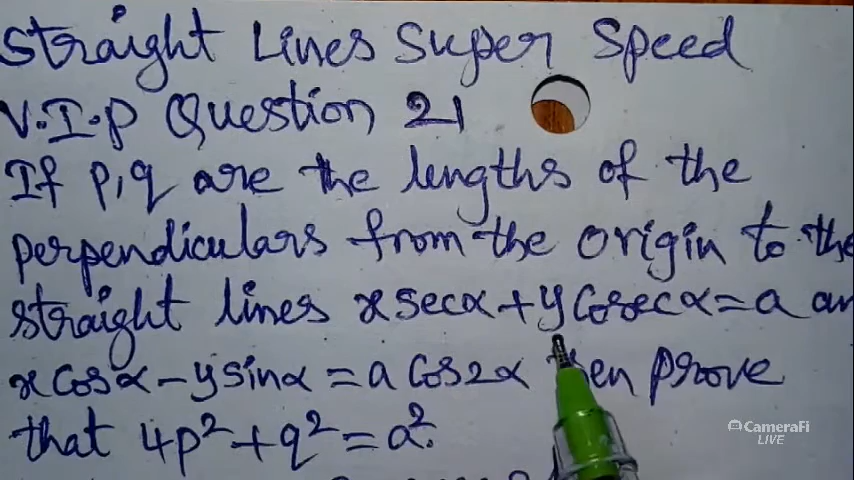 Straight Lines Super Speed
V.I.P Question 21
If p,q are the lengths of the
perpendiculars from the origin to the
straight lines x secα + y cosecα = a an
x cosα - y sinα = a cos2α then prove
that 4p² + q² = a².
CameraFi
LIVE